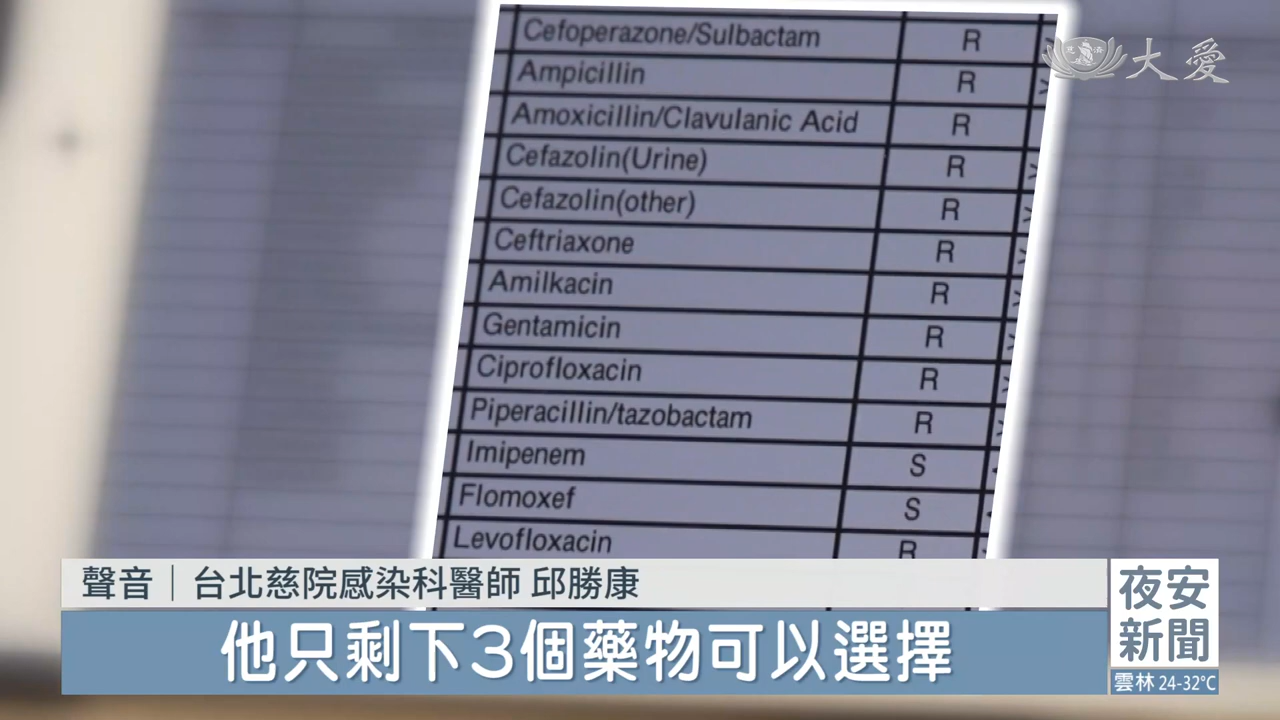 Cefoperazone/Sulbactam R
Ampicillin R
Amoxicillin/Clavulanic Acid R
Cefazolin(Urine) R
Cefazolin(other) R
Ceftriaxone R
Amilkacin R
Gentamicin R
Ciprofloxacin R
Piperacillin/tazobactam R
Imipenem S
Flomoxef S
Levofloxacin R
大愛
聲音｜台北慈院感染科醫師 邱勝康
他只剩下3個藥物可以選擇
夜安
新聞
雲林 24-32°C